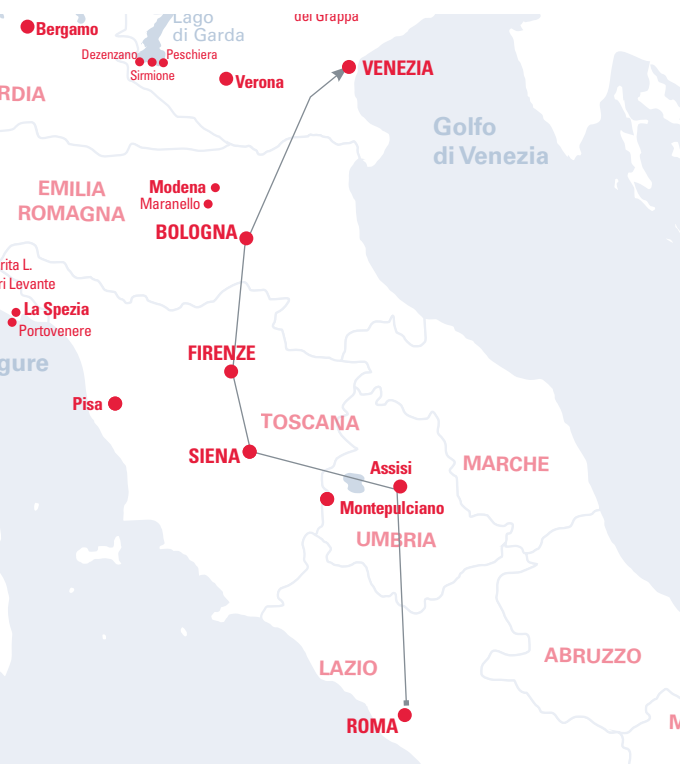 Lago
di Garda
del Grappa
Bergamo
Dezenzano
Peschiera
Sirmione
Verona
VENEZIA
RDIA
Golfo
di Venezia
EMILIA
ROMAGNA
Modena
Maranello
BOLOGNA
rita L.
ri Levante
La Spezia
Portovenere
gure
FIRENZE
Pisa
TOSCANA
SIENA
Assisi
MARCHE
Montepulciano
UMBRIA
LAZIO
ABRUZZO
ROMA
M